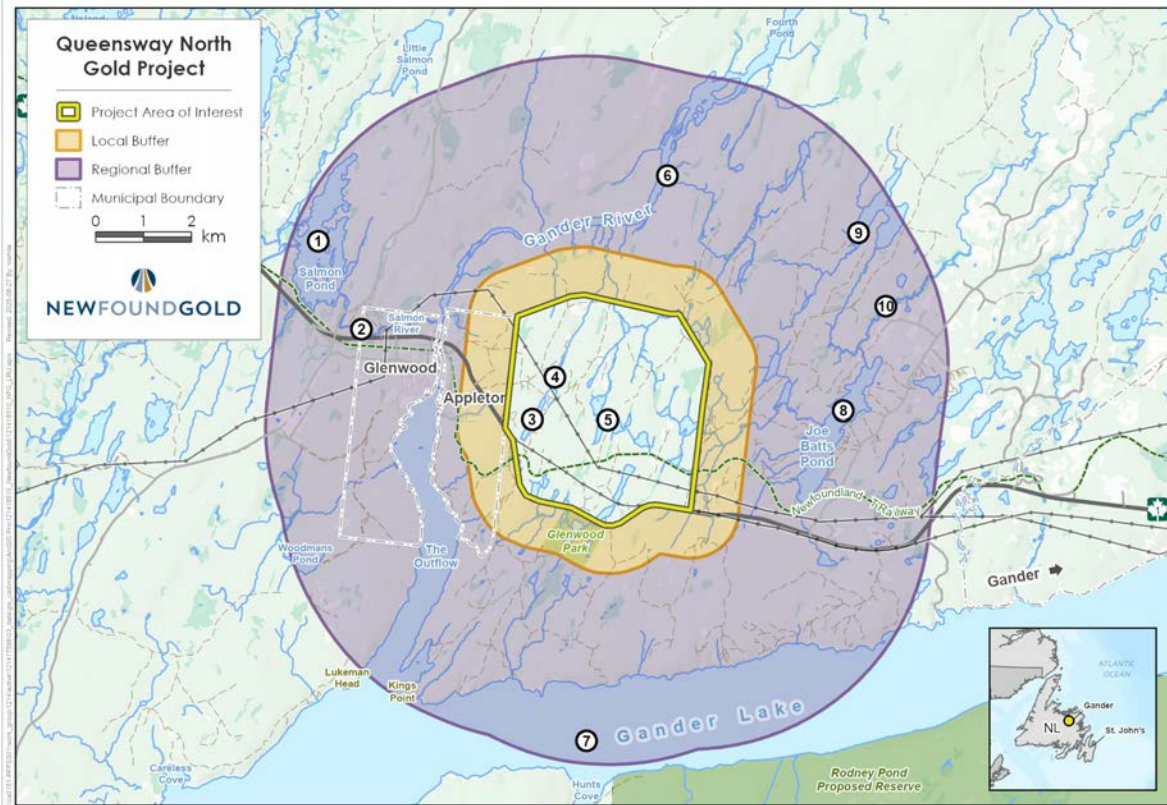 Queensway North
Gold Project
Project Area of Interest
Local Buffer
Regional Buffer
Municipal Boundary
0 1 2
km
NEWFOUNDGOLD
Little
Salmon
Pond
Fourth
Pond
6
Gander River
1
Salmon
Pond
9
10
2
Salmon
River
Glenwood
Appleton
4
3
5
8
Joe
Batts
Pond
Newfoundland T'Railway
Glenwood
Park
Woodmans
Pond
The
Outflow
Gander
Lukeman
Head
Kings
Point
Gander Lake
7
Careless
Cove
Hunts
Cove
Rodney Pond
Proposed Reserve
ATLANTIC
OCEAN
Gander
NL
St. John's